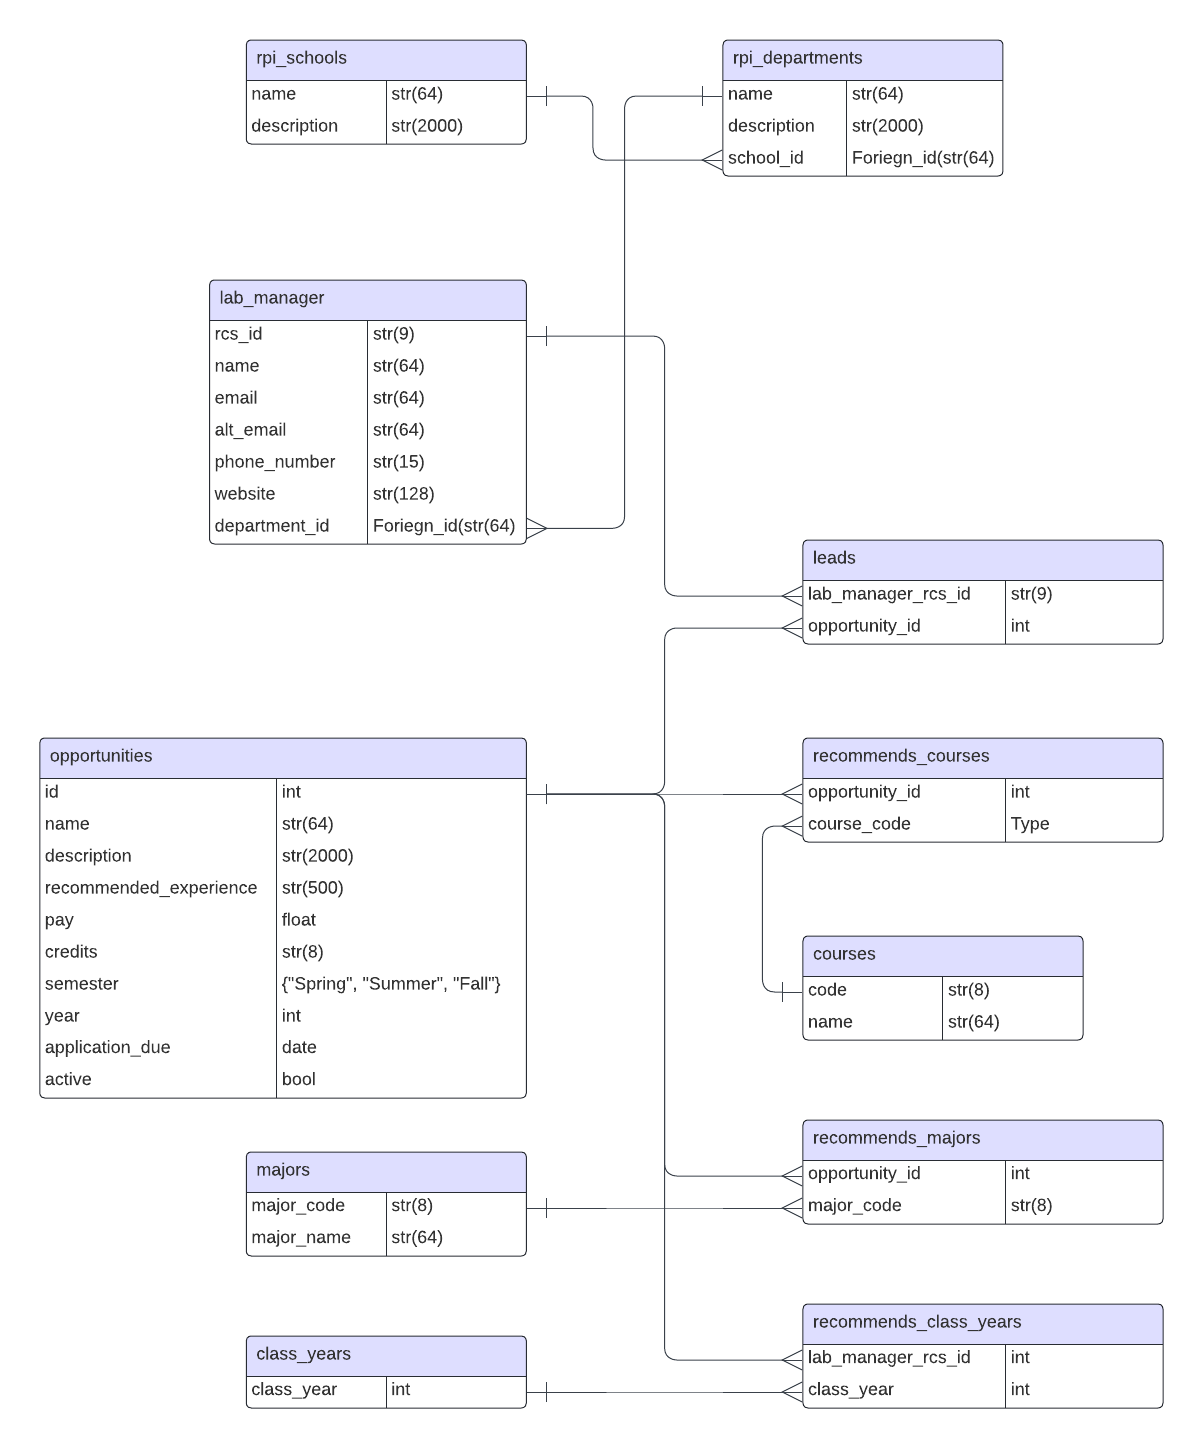 rpi_schools
name str(64)
description str(2000)
rpi_departments
name str(64)
description str(2000)
school_id Foriegn_id(str(64)
lab_manager
rcs_id str(9)
name str(64)
email str(64)
alt_email str(64)
phone_number str(15)
website str(128)
department_id Foriegn_id(str(64)
leads
lab_manager_rcs_id str(9)
opportunity_id int
opportunities
id int
name str(64)
description str(2000)
recommended_experience str(500)
pay float
credits str(8)
semester {"Spring", "Summer", "Fall"}
year int
application_due date
active bool
recommends_courses
opportunity_id int
course_code Type
courses
code str(8)
name str(64)
majors
major_code str(8)
major_name str(64)
recommends_majors
opportunity_id int
major_code str(8)
class_years
class_year int
recommends_class_years
lab_manager_rcs_id int
class_year int